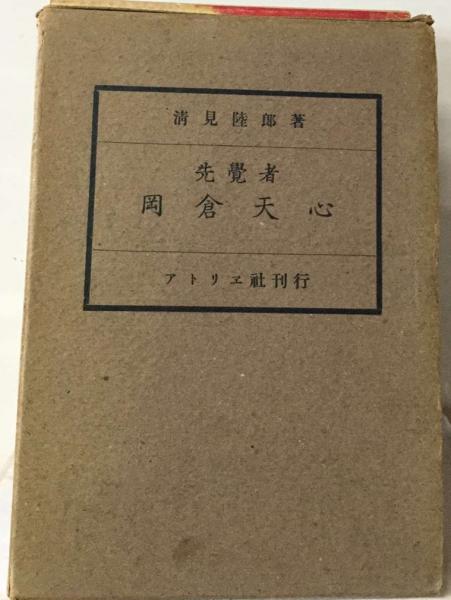 清見陸郎著
先覺者
岡倉天心
アトリヱ社刊行